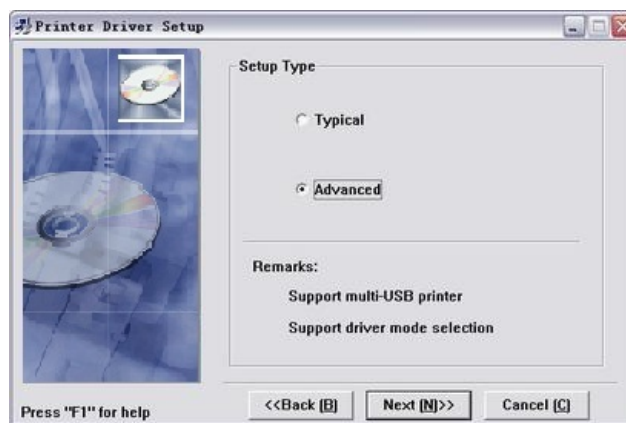 Printer Driver Setup
Setup Type
Typical
Advanced
Remarks:
Support multi-USB printer
Support driver mode selection
Press "F1" for help
<<Back (B)
Next (N)>>
Cancel (C)